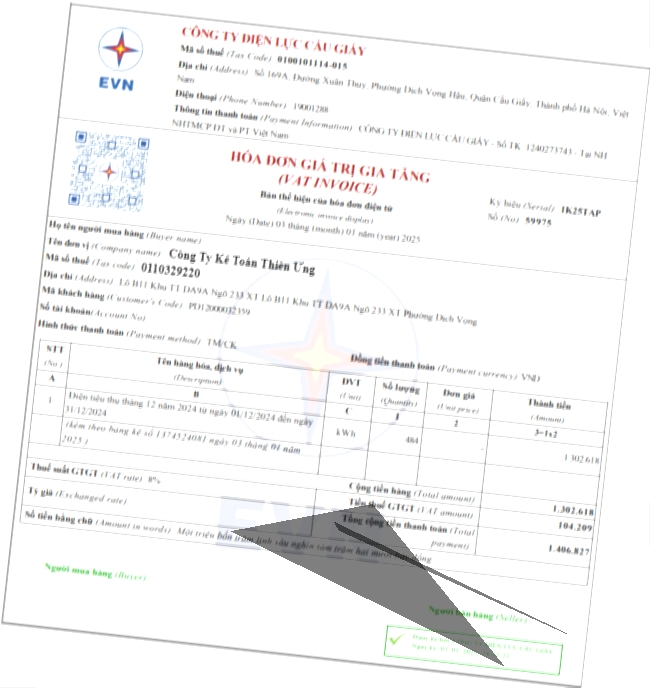 CÔNG TY ĐIỆN LỰC CẦU GIẤY
Mã số thuế (Tax Code) 0100101114-015
Địa chỉ (Address) Số 169A, Đường Xuân Thủy, Phường Dịch Vọng Hậu, Quận Cầu Giấy, Thành phố Hà Nội, Việt
Nam
Điện thoại (Phone Number) 19001288
Thông tin thanh toán (Payment Information) CÔNG TY ĐIỆN LỰC CẦU GIẤY - Số TK 1240273743 - Tại NH
NHTMCP ĐT và PT Việt Nam
EVN
HÓA ĐƠN GIÁ TRỊ GIA TĂNG
(VAT INVOICE)
Bản thể hiện của hóa đơn điện tử
(Electronic invoice display)
Ngày (Date) 03 tháng (month) 01 năm (year) 2025
Ký hiệu (Serial) 1K25TAP
Số (No) 59975
Họ tên người mua hàng (Buyer name)
Tên đơn vị (Company name) Công Ty Kế Toán Thiên Ưng
Mã số thuế (Tax code) 0110329220
Địa chỉ (Address) Lô B11 Khu TT DA9A Ngõ 233 XT Lô B11 Khu TT DA9A Ngõ 233 XT Phường Dịch Vọng
Mã khách hàng (Customer's Code) PD12000032359
Số tài khoản (Account No)
Hình thức thanh toán (Payment method) TM/CK
Đồng tiền thanh toán (Payment currency) VND
STT (No) Tên hàng hóa, dịch vụ (Description) ĐVT (Unit) Số lượng (Quantity) Đơn giá (Unit price) Thành tiền (Amount)
A B C 1 2 3=1x2
1 Điện tiêu thụ tháng 12 năm 2024 từ ngày 01/12/2024 đến ngày
31/12/2024 kWh 484 1.302.618
(kèm theo bảng kê số 1374524081 ngày 03 tháng 01 năm
2025 )
Cộng tiền hàng (Total amount) 1.302.618
Thuế suất GTGT (VAT rate) 8% Tiền thuế GTGT (VAT amount) 104.209
Tỷ giá (Exchanged rate) Tổng cộng tiền thanh toán (Total
payment) 1.406.827
Số tiền bằng chữ (Amount in words) Một triệu bốn trăm linh sáu nghìn tám trăm hai mươi bảy đồng
EVN
Người mua hàng (Buyer)
Người bán hàng (Seller)